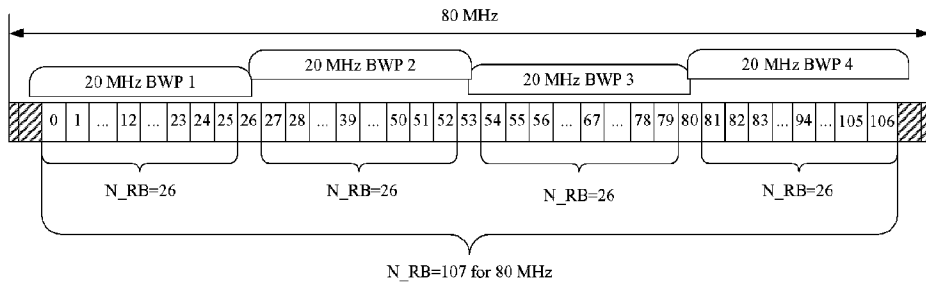 80 MHz
20 MHz BWP 1
20 MHz BWP 2
20 MHz BWP 3
20 MHz BWP 4
0 1 ... 12 ... 23 24 25 26 27 28 ... 39 ... 50 51 52 53 54 55 56 ... 67 ... 78 79 80 81 82 83 ... 94 ... 105 106
N_RB=26
N_RB=26
N_RB=26
N_RB=26
N_RB=107 for 80 MHz